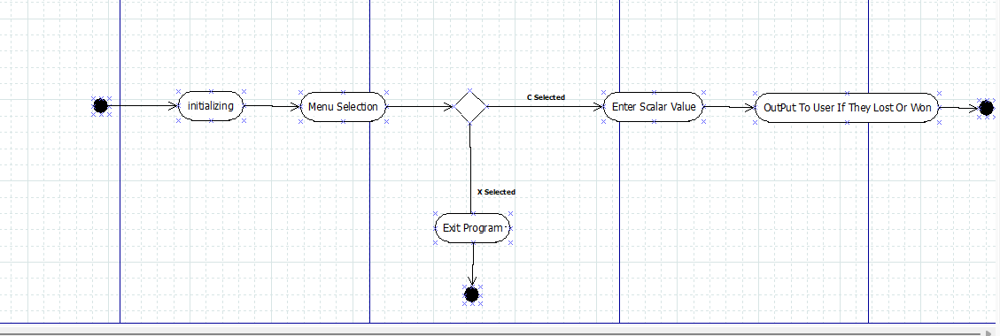 C Selected
initializing
Menu Selection
Enter Scalar Value
OutPut To User If They Lost Or Won
X Selected
Exit Program